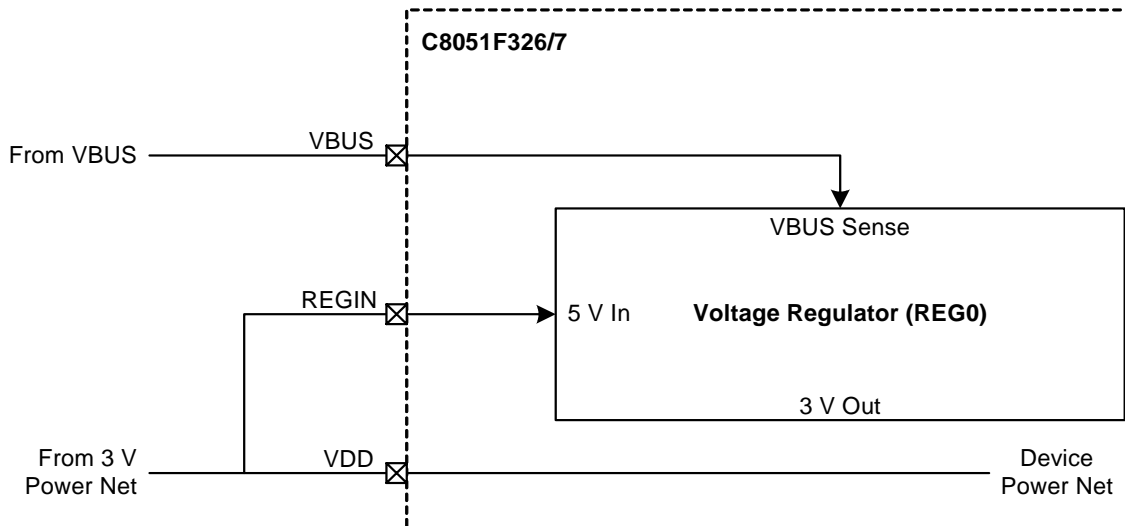 C8051F326/7
From VBUS
VBUS
VBUS Sense
REGIN
5 V In
Voltage Regulator (REG0)
3 V Out
From 3 V
Power Net
VDD
Device
Power Net